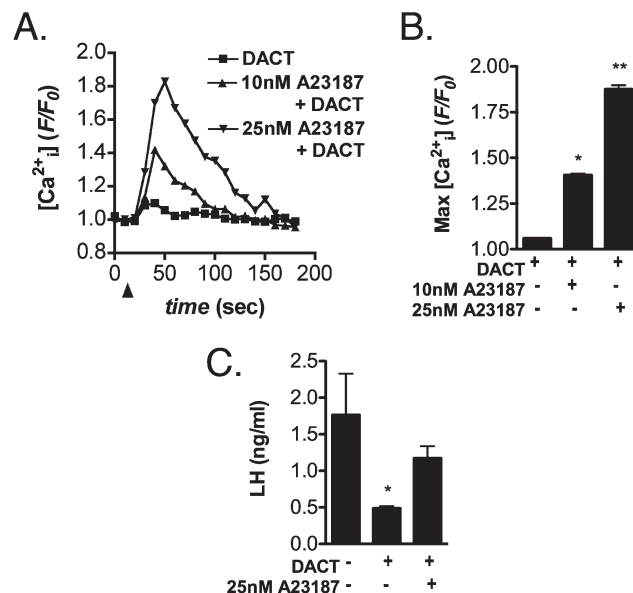 A.
DACT
10nM A23187
+ DACT
25nM A23187
+ DACT
[Ca²⁺ᵢ] (F/F₀)
2.0
1.8
1.6
1.4
1.2
1.0
0.8
0 50 100 150 200
time (sec)
B.
Max [Ca²⁺ᵢ] (F/F₀)
2.00
1.75
1.50
1.25
1.00
* **
DACT + + +
10nM A23187 - + -
25nM A23187 - - +
C.
LH (ng/ml)
2.5
2.0
1.5
1.0
0.5
0.0
*
DACT - + +
25nM A23187 - - +